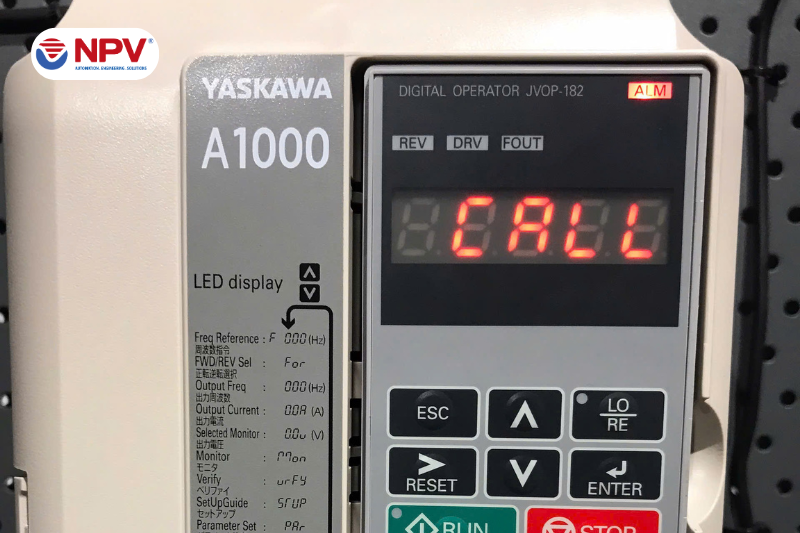 NPV®
AUTOMATION. ENGINEERING. SOLUTIONS
YASKAWA
A1000
LED display
Freq Reference : F 000 (Hz)
周波数指令
FWD/REV Sel : For
正転逆転選択
Output Freq : 000 (Hz)
出力周波数
Output Current : 00A (A)
出力電流
Selected Monitor : 00u (V)
出力電圧
Monitor : Mon
モニタ
Verify : urFy
ベリファイ
SetUpGuide : STUP
セットアップ
Parameter Set : PAr
DIGITAL OPERATOR JVOP-182
ALM
REV DRV FOUT
CALL
ESC
LO
RE
RESET
ENTER
RUN
STOP